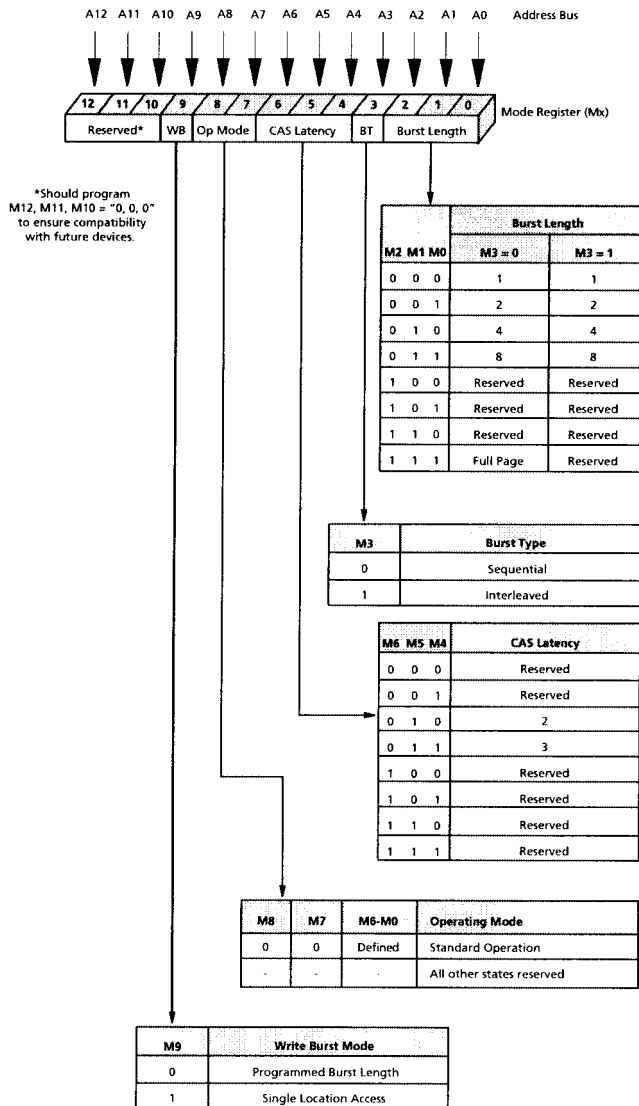 A12 A11 A10 A9 A8 A7 A6 A5 A4 A3 A2 A1 A0 Address Bus
12 11 10 9 8 7 6 5 4 3 2 1 0 Mode Register (Mx)
Reserved* WB Op Mode CAS Latency BT Burst Length
*Should program
M12, M11, M10 = "0, 0, 0"
to ensure compatibility
with future devices.
Burst Length
M2 M1 M0 M3 = 0 M3 = 1
0 0 0 1 1
0 0 1 2 2
0 1 0 4 4
0 1 1 8 8
1 0 0 Reserved Reserved
1 0 1 Reserved Reserved
1 1 0 Reserved Reserved
1 1 1 Full Page Reserved
M3 Burst Type
0 Sequential
1 Interleaved
M6 M5 M4 CAS Latency
0 0 0 Reserved
0 0 1 Reserved
0 1 0 2
0 1 1 3
1 0 0 Reserved
1 0 1 Reserved
1 1 0 Reserved
1 1 1 Reserved
M8 M7 M6-M0 Operating Mode
0 0 Defined Standard Operation
- - - All other states reserved
M9 Write Burst Mode
0 Programmed Burst Length
1 Single Location Access